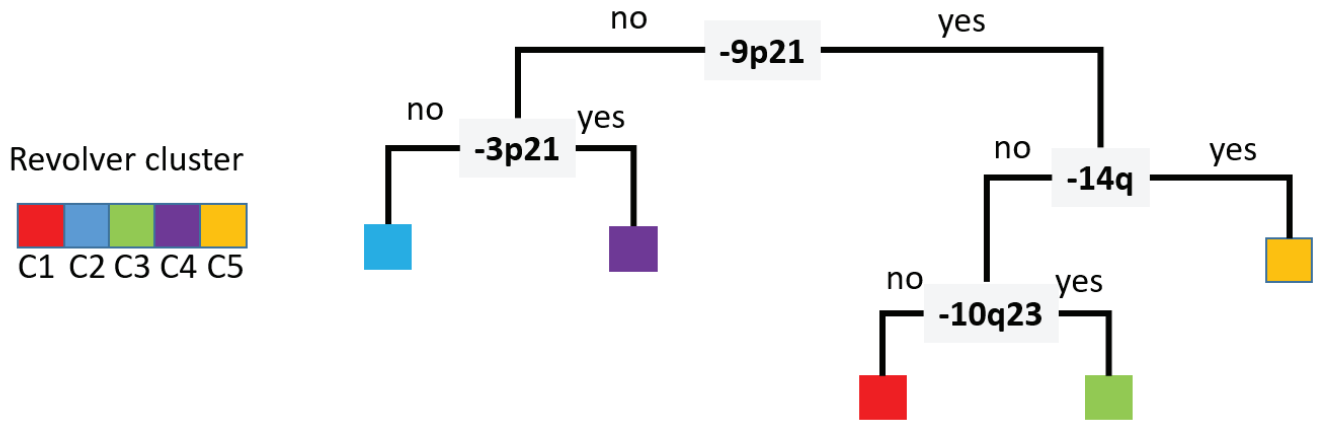 no
-9p21
yes
no
-3p21
yes
no
-14q
yes
Revolver cluster
C1 C2 C3 C4 C5
no
-10q23
yes